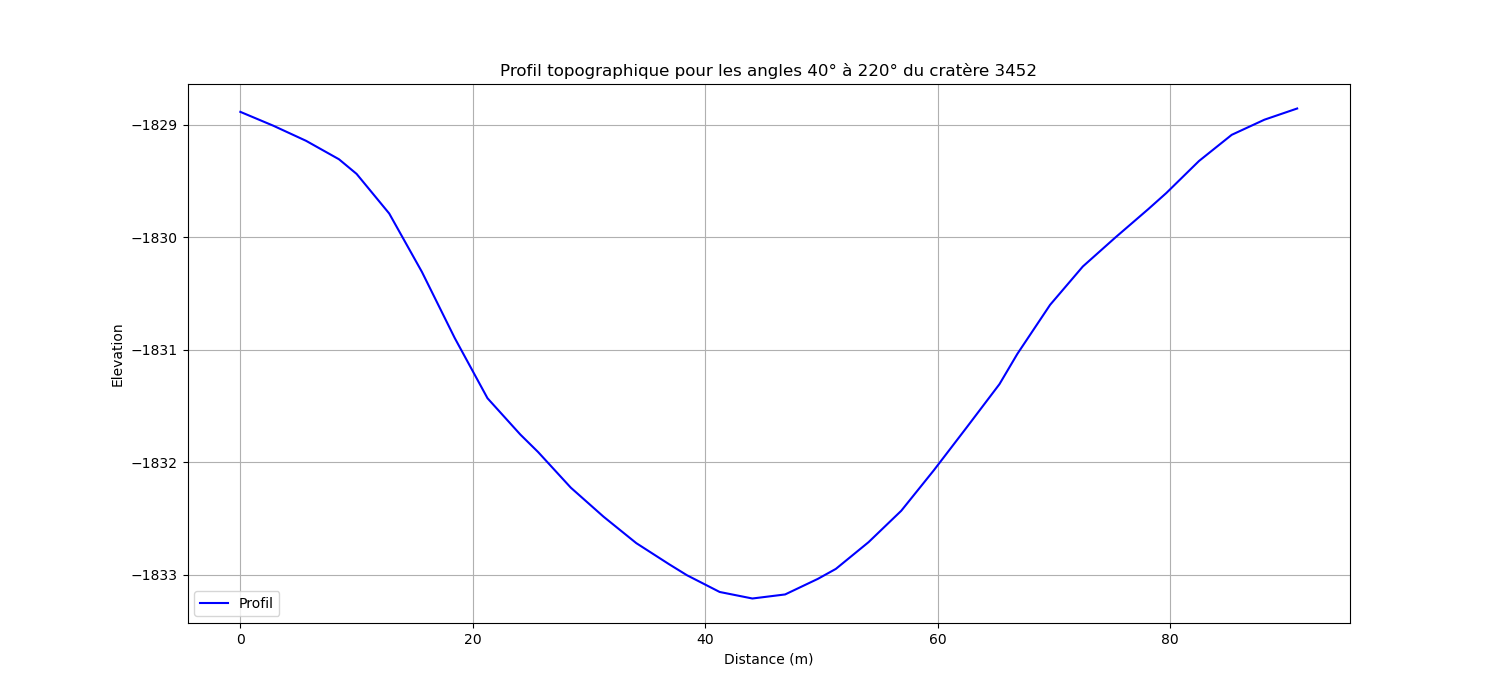 Profil topographique pour les angles 40° à 220° du cratère 3452
Elevation
−1829
−1830
−1831
−1832
−1833
Profil
0
20
40
60
80
Distance (m)